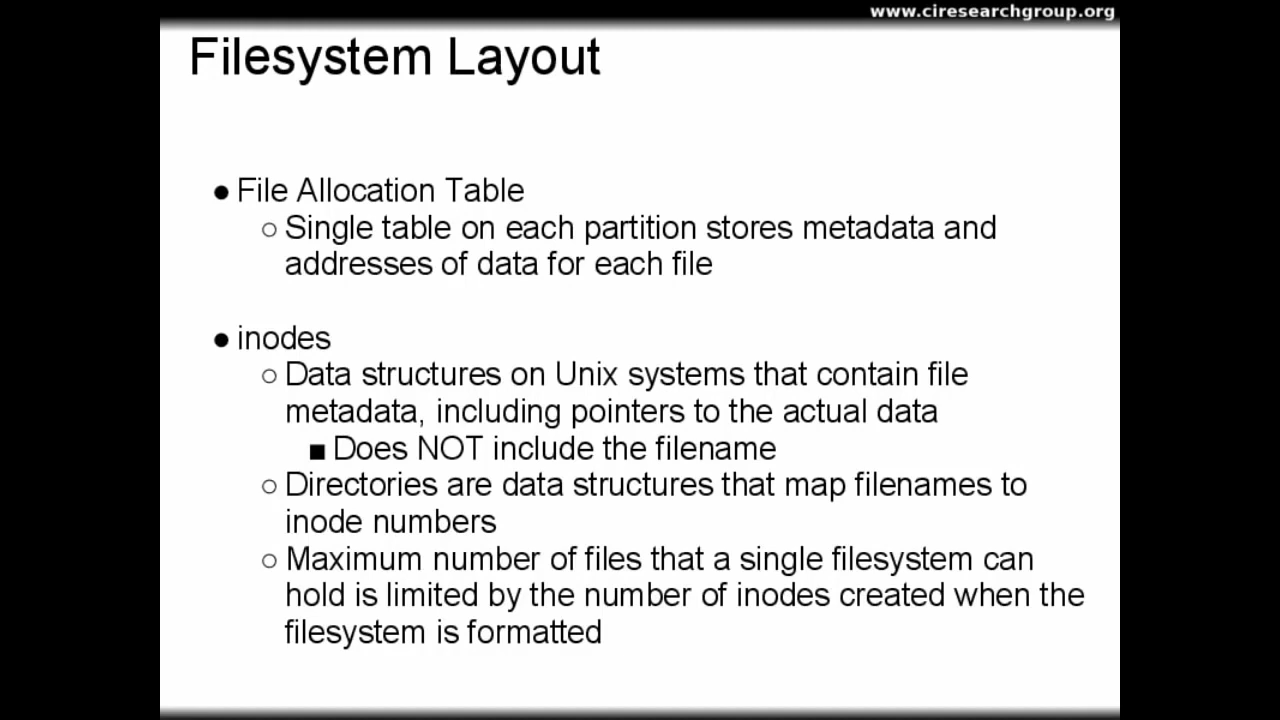 www.ciresearchgroup.org
Filesystem Layout
● File Allocation Table
○ Single table on each partition stores metadata and
addresses of data for each file
● inodes
○ Data structures on Unix systems that contain file
metadata, including pointers to the actual data
■ Does NOT include the filename
○ Directories are data structures that map filenames to
inode numbers
○ Maximum number of files that a single filesystem can
hold is limited by the number of inodes created when the
filesystem is formatted